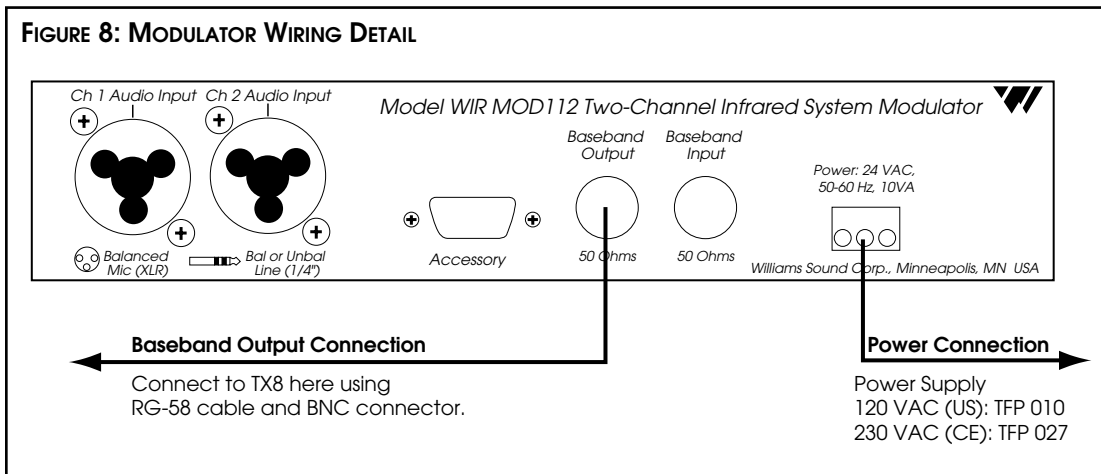 FIGURE 8: MODULATOR WIRING DETAIL
Ch 1 Audio Input
Ch 2 Audio Input
Model WIR MOD112 Two-Channel Infrared System Modulator
Baseband
Output
Baseband
Input
Power: 24 VAC,
50-60 Hz, 10VA
Balanced
Mic (XLR)
Bal or Unbal
Line (1/4")
Accessory
50 Ohms
50 Ohms
Williams Sound Corp., Minneapolis, MN USA
Baseband Output Connection
Connect to TX8 here using
RG-58 cable and BNC connector.
Power Connection
Power Supply
120 VAC (US): TFP 010
230 VAC (CE): TFP 027